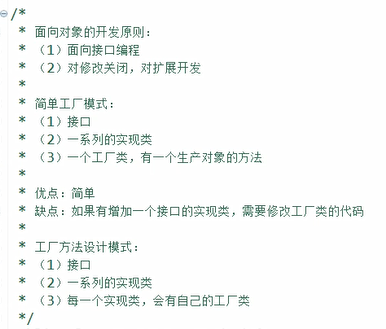 /*
* 面向对象的开发原则：
* （1）面向接口编程
* （2）对修改关闭，对扩展开发
*
* 简单工厂模式：
* （1）接口
* （2）一系列的实现类
* （3）一个工厂类，有一个生产对象的方法
*
* 优点：简单
* 缺点：如果有增加一个接口的实现类，需要修改工厂类的代码
*
* 工厂方法设计模式：
* （1）接口
* （2）一系列的实现类
* （3）每一个实现类，会有自己的工厂类
*/